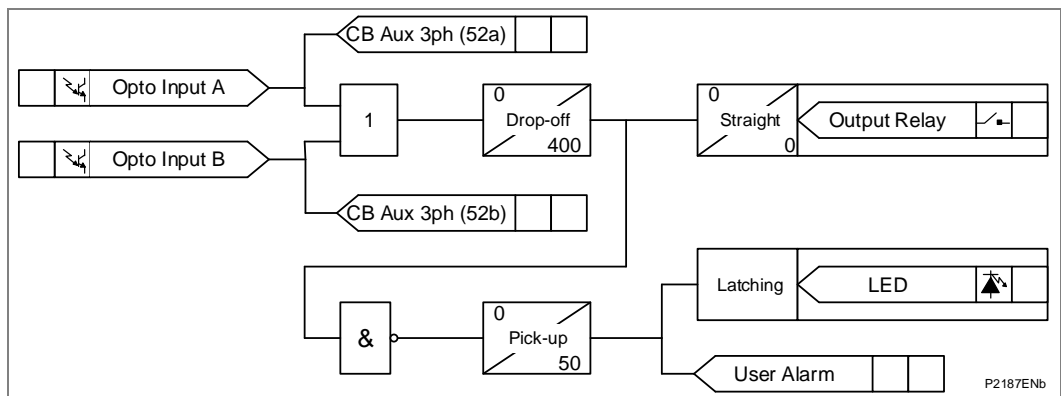 CB Aux 3ph (52a)
Opto Input A
1
0
Drop-off
400
0
Straight
0
Output Relay
Opto Input B
CB Aux 3ph (52b)
&
0
Pick-up
50
Latching
LED
User Alarm
P2187ENb